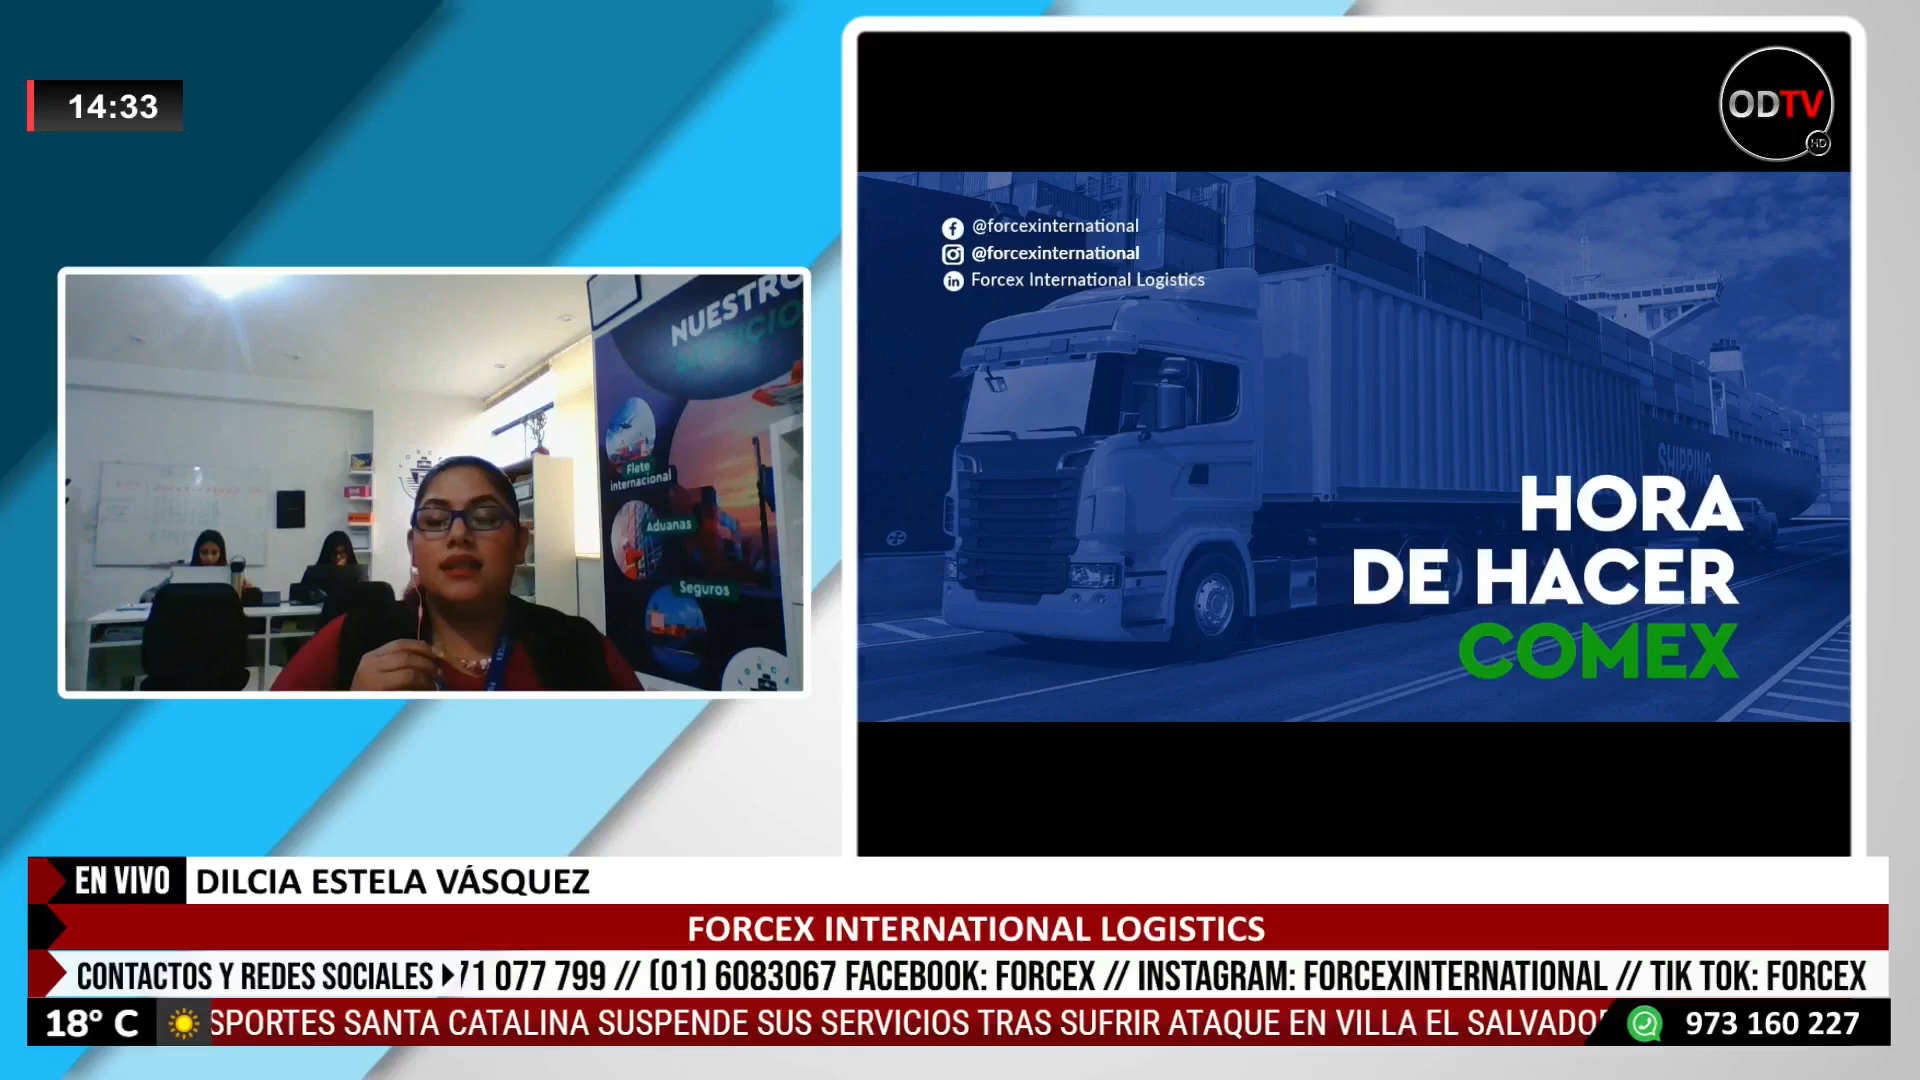 14:33
ODTV
HD
@forcexinternational
@forcexinternational
Forcex International Logistics
SHIPPING
HORA
DE HACER
COMEX
NUESTRO
SERVICIO
Flete
internacional
Aduanas
Seguros
EN VIVO DILCIA ESTELA VÁSQUEZ
FORCEX INTERNATIONAL LOGISTICS
CONTACTOS Y REDES SOCIALES 71 077 799 // (01) 6083067 FACEBOOK: FORCEX // INSTAGRAM: FORCEXINTERNATIONAL // TIK TOK: FORCEX
18° C SPORTES SANTA CATALINA SUSPENDE SUS SERVICIOS TRAS SUFRIR ATAQUE EN VILLA EL SALVADO 973 160 227